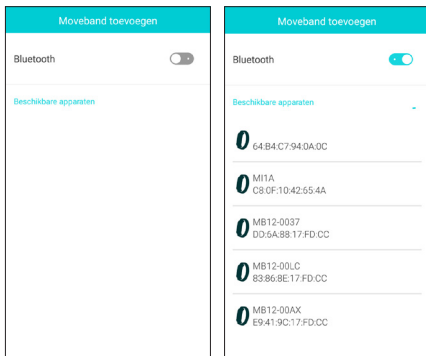 Moveband toevoegen
Bluetooth
Beschikbare apparaten
Moveband toevoegen
Bluetooth
Beschikbare apparaten
64:B4:C7:94:0A:0C
MI1A
C8:0F:10:42:65:4A
MB12-0037
DD:6A:88:17:FD:CC
MB12-00LC
83:86:8E:17:FD:CC
MB12-00AX
E9:41:9C:17:FD:CC